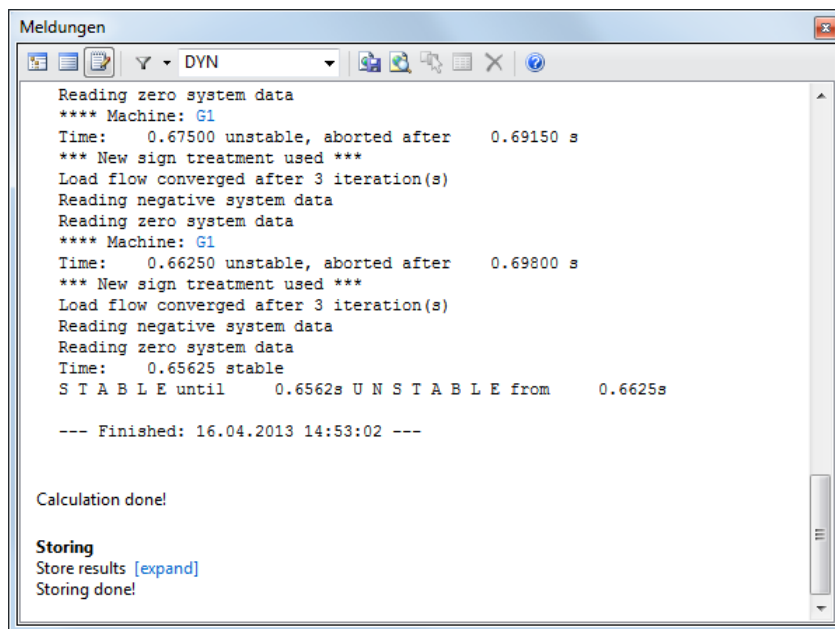 Meldungen
DYN
Reading zero system data
**** Machine: G1
Time:    0.67500 unstable, aborted after    0.69150 s
*** New sign treatment used ***
Load flow converged after 3 iteration(s)
Reading negative system data
Reading zero system data
**** Machine: G1
Time:    0.66250 unstable, aborted after    0.69800 s
*** New sign treatment used ***
Load flow converged after 3 iteration(s)
Reading negative system data
Reading zero system data
Time:    0.65625 stable
S T A B L E until     0.6562s U N S T A B L E from     0.6625s
--- Finished: 16.04.2013 14:53:02 ---
Calculation done!
Storing
Store results [expand]
Storing done!